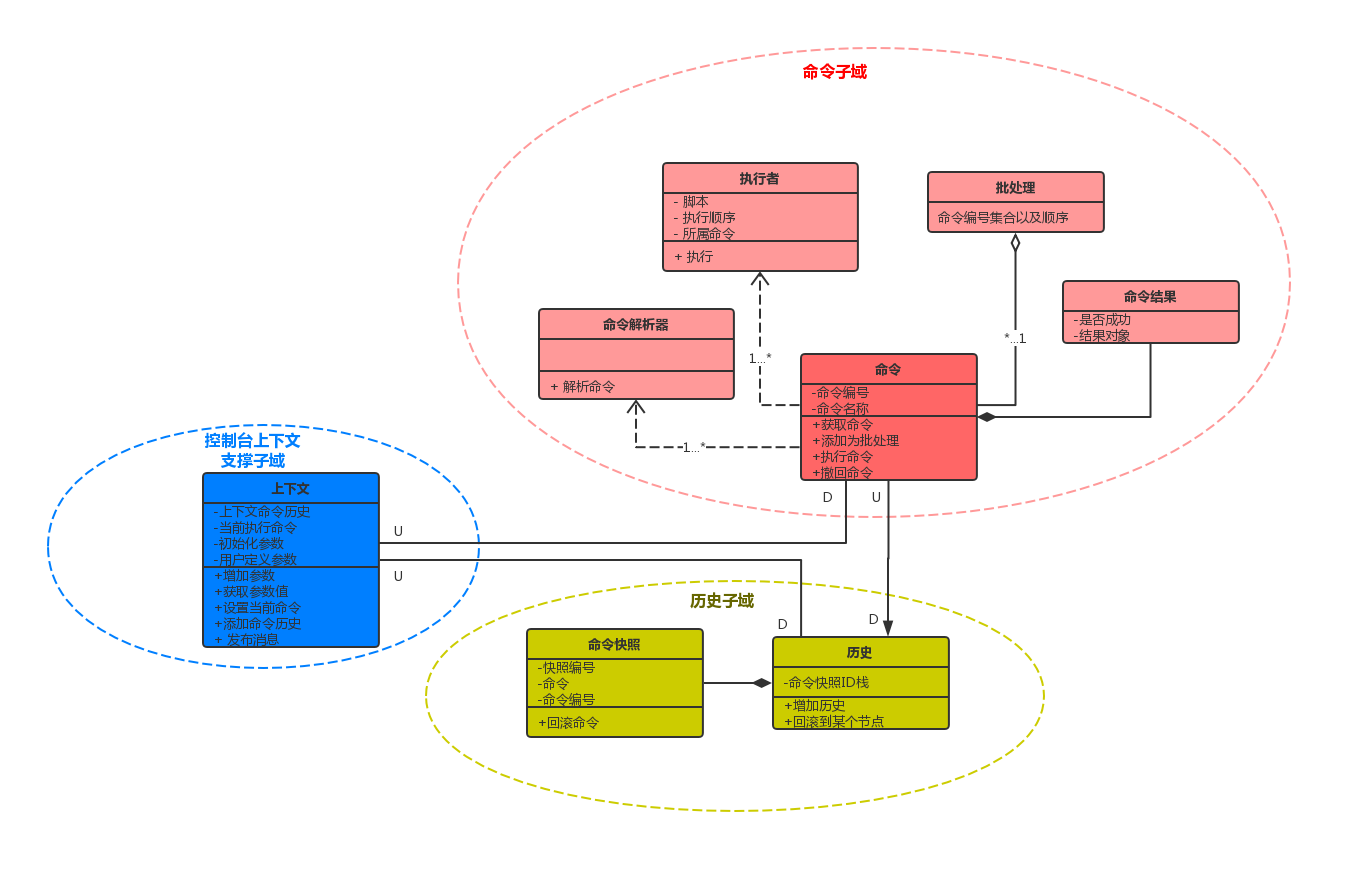 命令子域
执行者
- 脚本
- 执行顺序
- 所属命令
+ 执行
批处理
命令编号集合以及顺序
命令结果
-是否成功
-结果对象
命令解析器
+ 解析命令
1...*
*...1
命令
-命令编号
-命令名称
+获取命令
+添加为批处理
+执行命令
+撤回命令
1...*
D
U
控制台上下文
支撑子域
上下文
-上下文命令历史
-当前执行命令
-初始化参数
-用户定义参数
+增加参数
+获取参数值
+设置当前命令
+添加命令历史
+ 发布消息
U
U
历史子域
D
D
命令快照
-快照编号
-命令
-命令编号
+回滚命令
历史
-命令快照ID栈
+增加历史
+回滚到某个节点